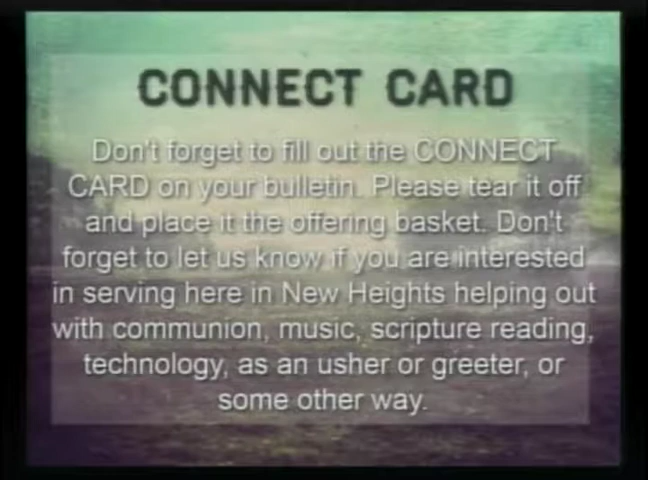 CONNECT CARD
Don't forget to fill out the CONNECT
CARD on your bulletin. Please tear it off
and place it the offering basket. Don't
forget to let us know if you are interested
in serving here in New Heights helping out
with communion, music, scripture reading,
technology, as an usher or greeter, or
some other way.